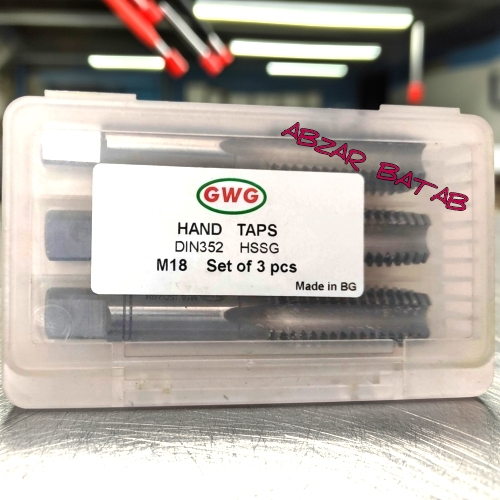 ABZAR BATAB
GWG
HAND TAPS
DIN352 HSSG
M18 Set of 3 pcs
Made in BG